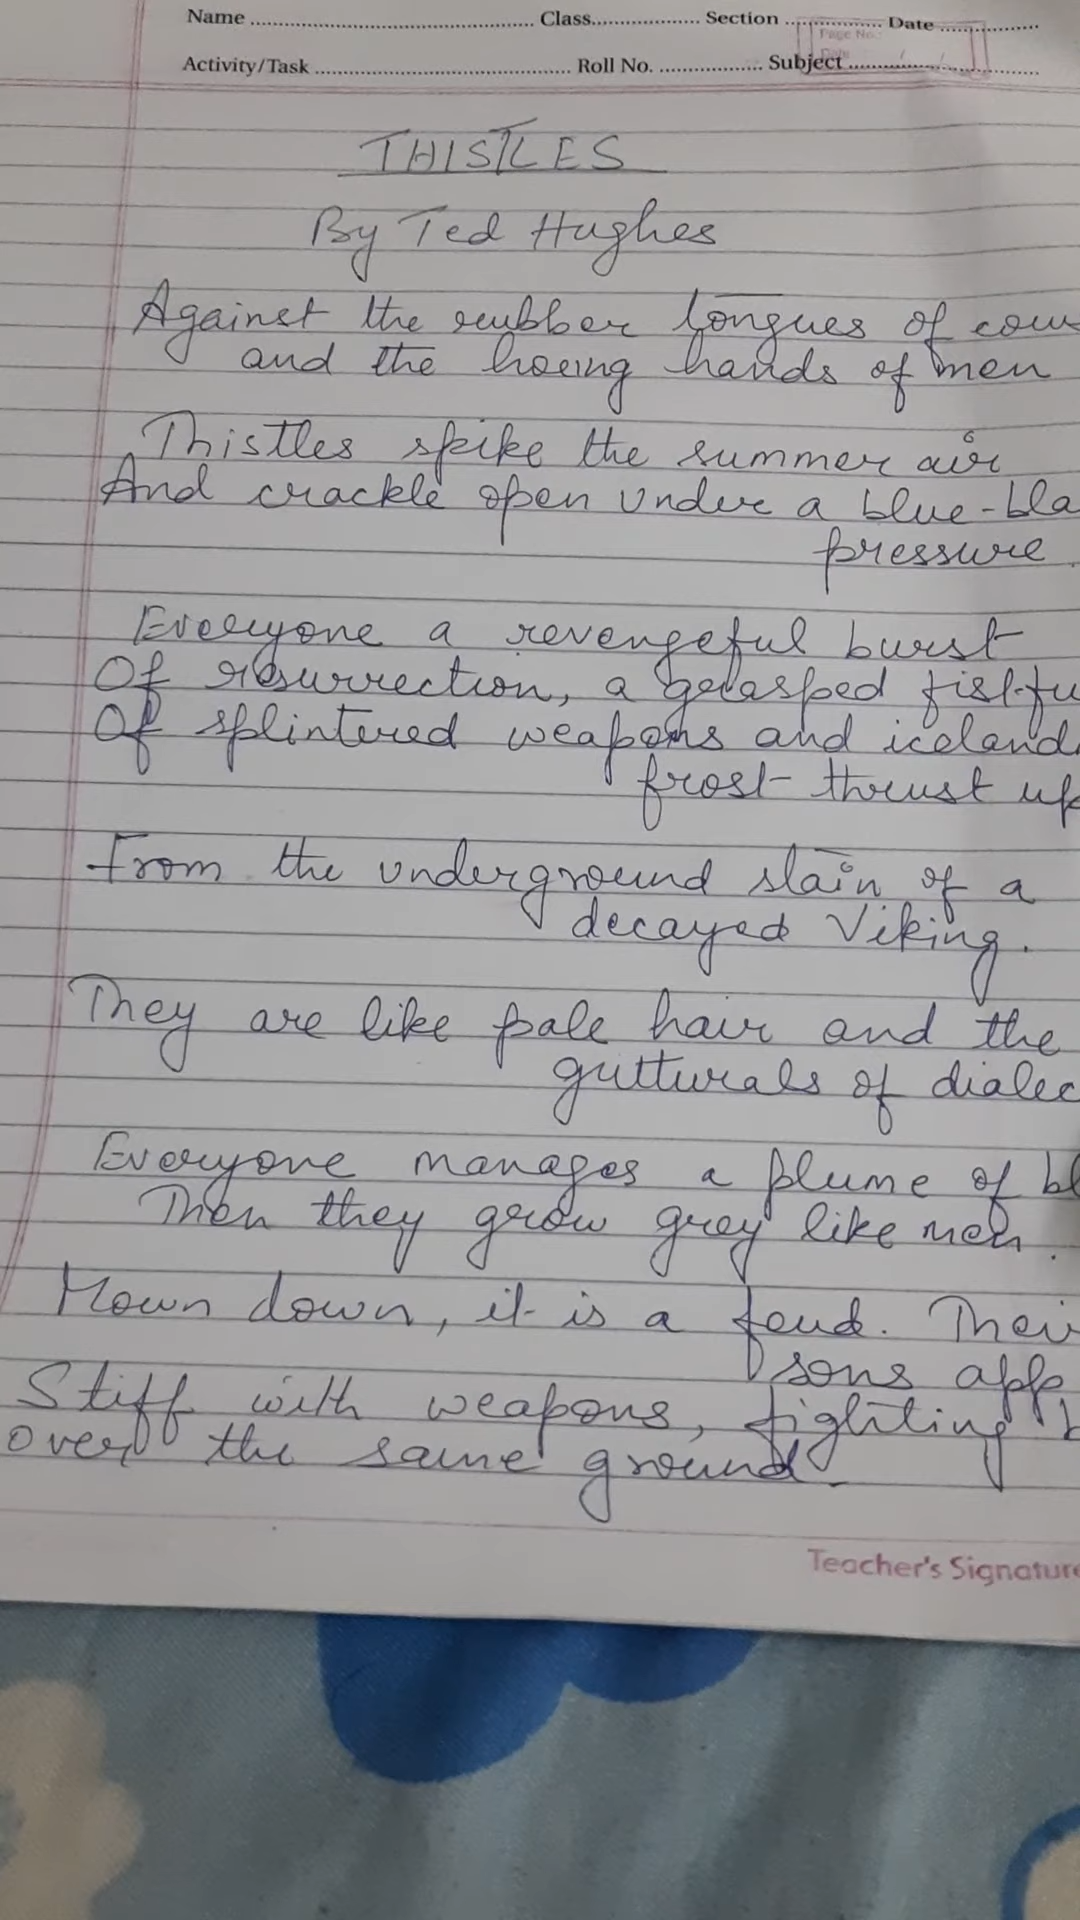 Name ........ Class........ Section ........ Date ........
Page No.:
Date
Activity/Task ........ Roll No. ........ Subject ........
THISTLES
By Ted Hughes
Against the rubber tongues of cow
and the hoeing hands of men
Thistles spike the summer air
And crackle open under a blue-bla
pressure.
Everyone a revengeful burst
Of resurrection, a grasped fistfu
Of splintered weapons and iceland
frost thrust up
From the underground stain of a
decayed Viking.
They are like pale hair and the
gutturals of dialec
Everyone manages a plume of bl
Then they grow grey like men.
Mown down, it is a feud. Their
sons app
Stiff with weapons, fighting b
over the same ground.
Teacher's Signature